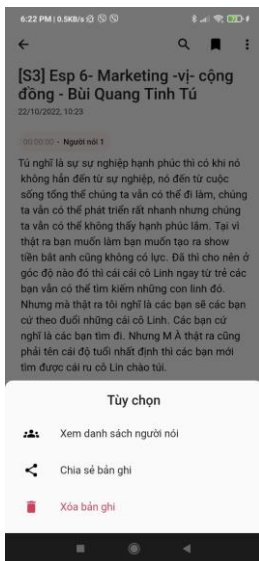 6:22 PM | 0.5KB/s
[S3] Esp 6- Marketing -vị- cộng
đồng - Bùi Quang Tinh Tú
22/10/2022, 10:23
00:00:00 - Người nói 1
Tú nghĩ là sự sự nghiệp hạnh phúc thì có khi nó
không hẳn đến từ sự nghiệp, nó đến từ cuộc
sống tổng thể chúng ta vẫn có thể đi làm, chúng
ta vẫn có thể phát triển rất nhanh nhưng chúng
ta vẫn có thể không thấy hạnh phúc lắm. Tại vì
thật ra bạn muốn làm bạn muốn tạo ra show
tiền bát anh cũng không có lực. Đã thì cho nên ở
góc độ nào đó thì cái cái cô Linh ngay từ trẻ các
bạn vẫn có thể tìm kiếm những con linh đó.
Nhưng mà thật ra tôi nghĩ là các bạn sẽ các bạn
cứ theo đuổi những cái cô Linh. Các bạn cứ
nghĩ là các bạn tìm đi. Nhưng M À thật ra cũng
phải tên cái độ tuổi nhất định thì các bạn mới
tìm được cái ru cô Lin chào túi.
Tùy chọn
Xem danh sách người nói
Chia sẻ bản ghi
Xóa bản ghi